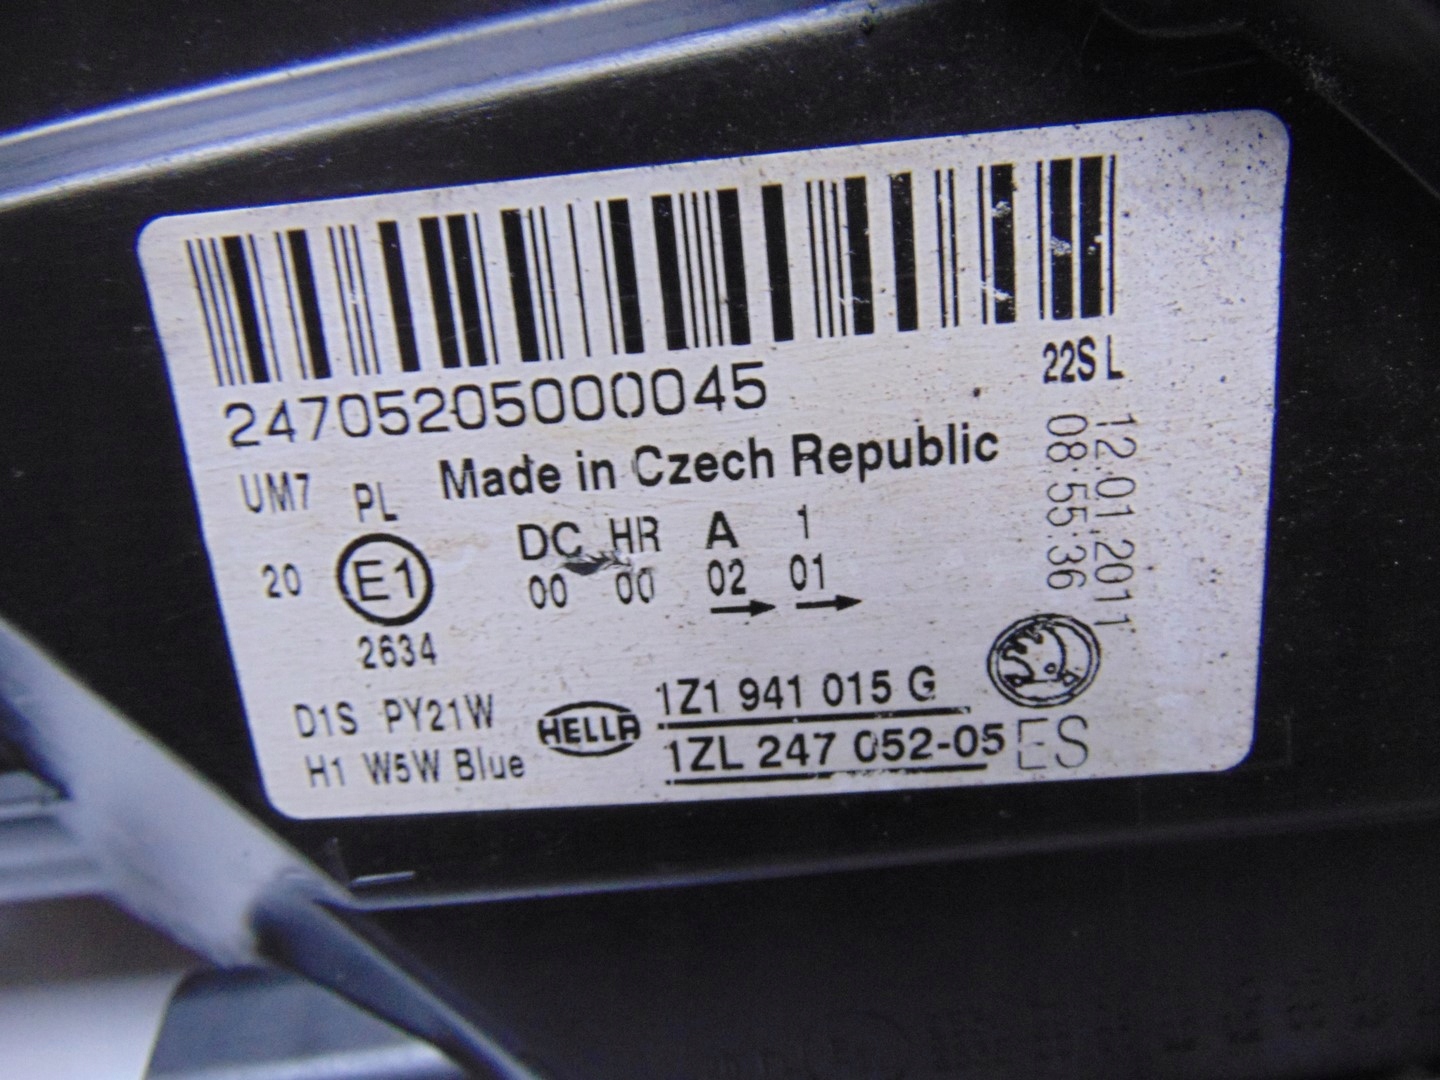 24705205000045
22S L
12.01.2011
08:55:36
UM7
Made in Czech Republic
PL
DC HR A 1
20 E1 00 00 02 01
2634
D1S PY21W
H1 W5W Blue
HELLA
1Z1 941 015 G
1ZL 247 052-05
ES